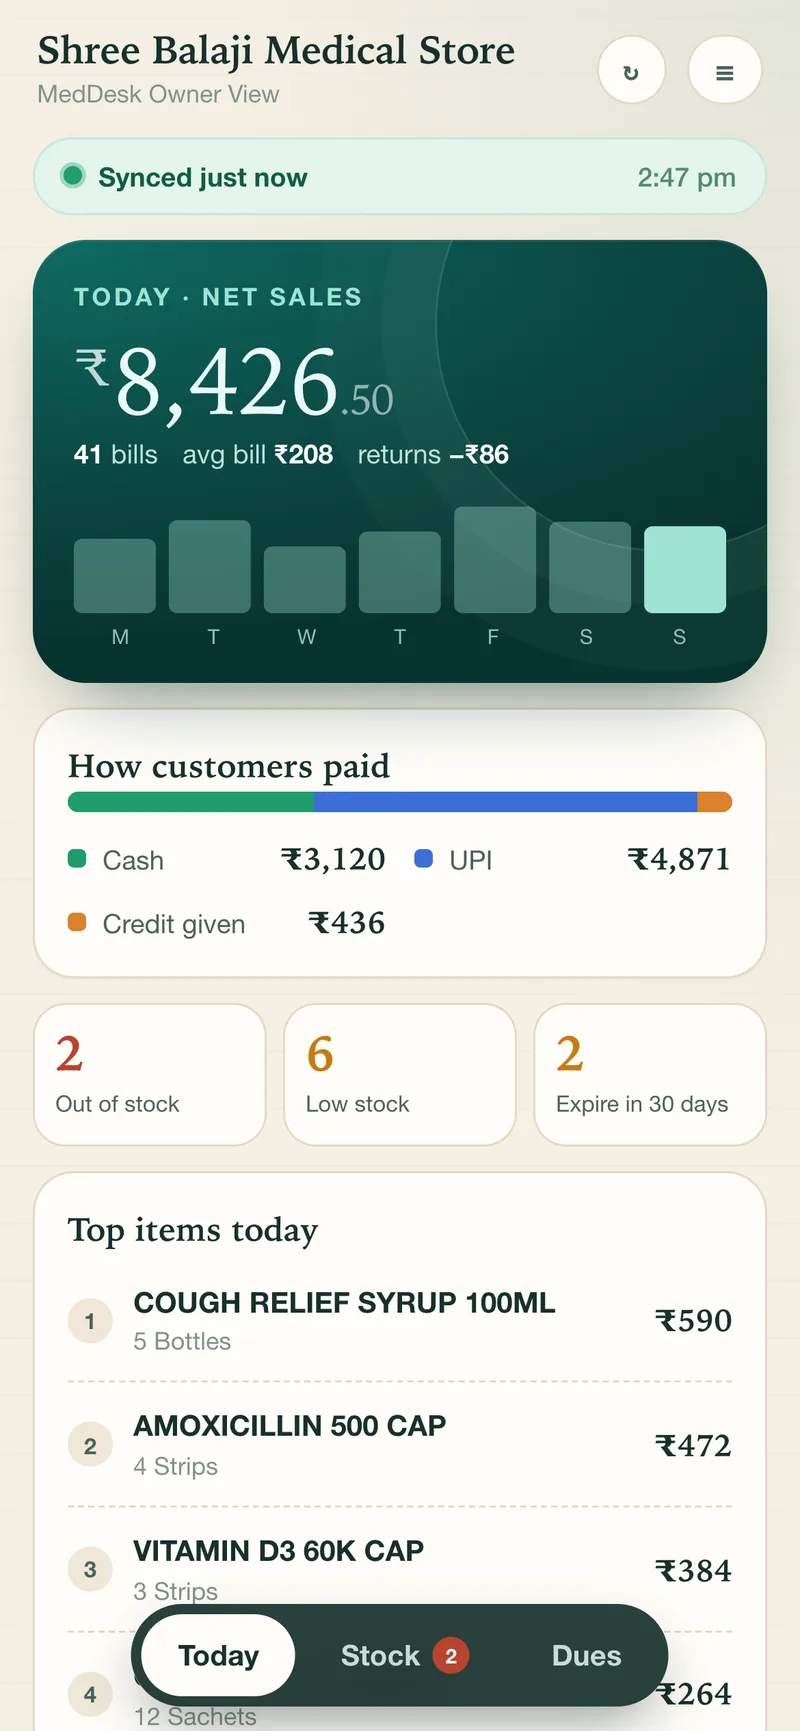 Shree Balaji Medical Store
MedDesk Owner View
↻ ≡
Synced just now 2:47 pm
TODAY · NET SALES
₹8,426.50
41 bills avg bill ₹208 returns –₹86
M T W T F S S
How customers paid
Cash ₹3,120 UPI ₹4,871
Credit given ₹436
2 6 2
Out of stock Low stock Expire in 30 days
Top items today
1 COUGH RELIEF SYRUP 100ML ₹590
5 Bottles
2 AMOXICILLIN 500 CAP ₹472
4 Strips
3 VITAMIN D3 60K CAP ₹384
3 Strips
Today Stock 2 Dues
4 ₹264
12 Sachets